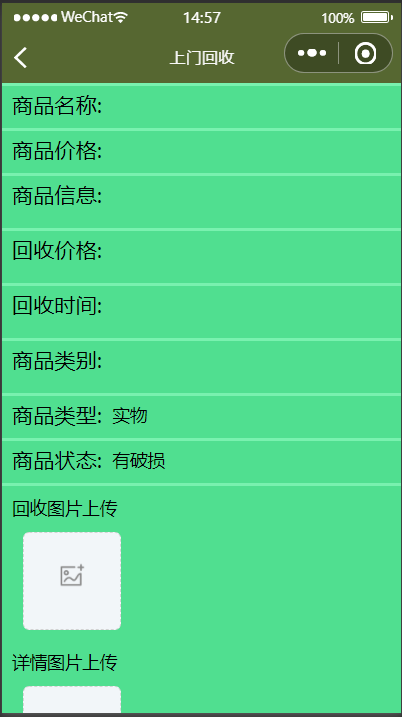 WeChat 14:57 100%
上门回收
商品名称:
商品价格:
商品信息:
回收价格:
回收时间:
商品类别:
商品类型: 实物
商品状态: 有破损
回收图片上传
详情图片上传